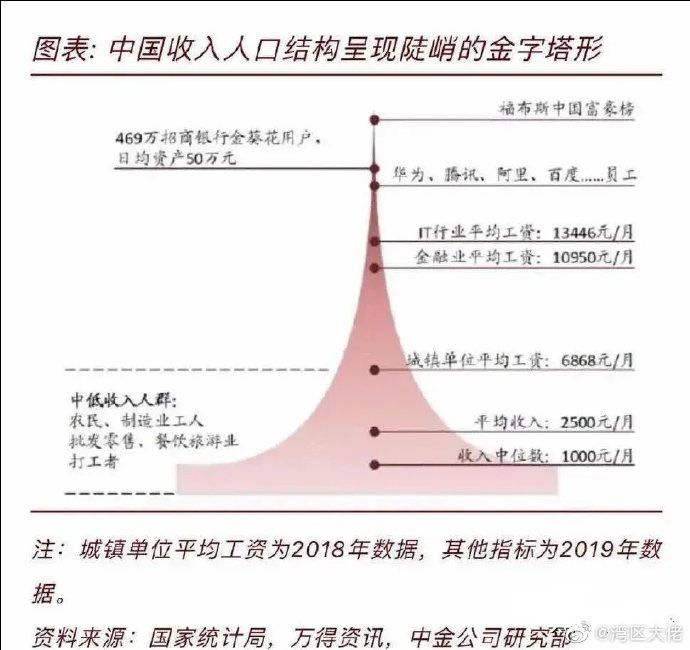 图表: 中国收入人口结构呈现陡峭的金字塔形
福布斯中国富豪榜
469万招商银行金葵花用户，
日均资产50万元
华为、腾讯、阿里、百度……员工
IT行业平均工资：13446元/月
金融业平均工资：10950元/月
城镇单位平均工资：6868元/月
中低收入人群：
农民、制造业工人
批发零售、餐饮旅游业
打工者
平均收入：2500元/月
收入中位数：1000元/月
注：城镇单位平均工资为2018年数据，其他指标为2019年数
据。
资料来源：国家统计局，万得资讯，中金公司研究部
@湾区大佬